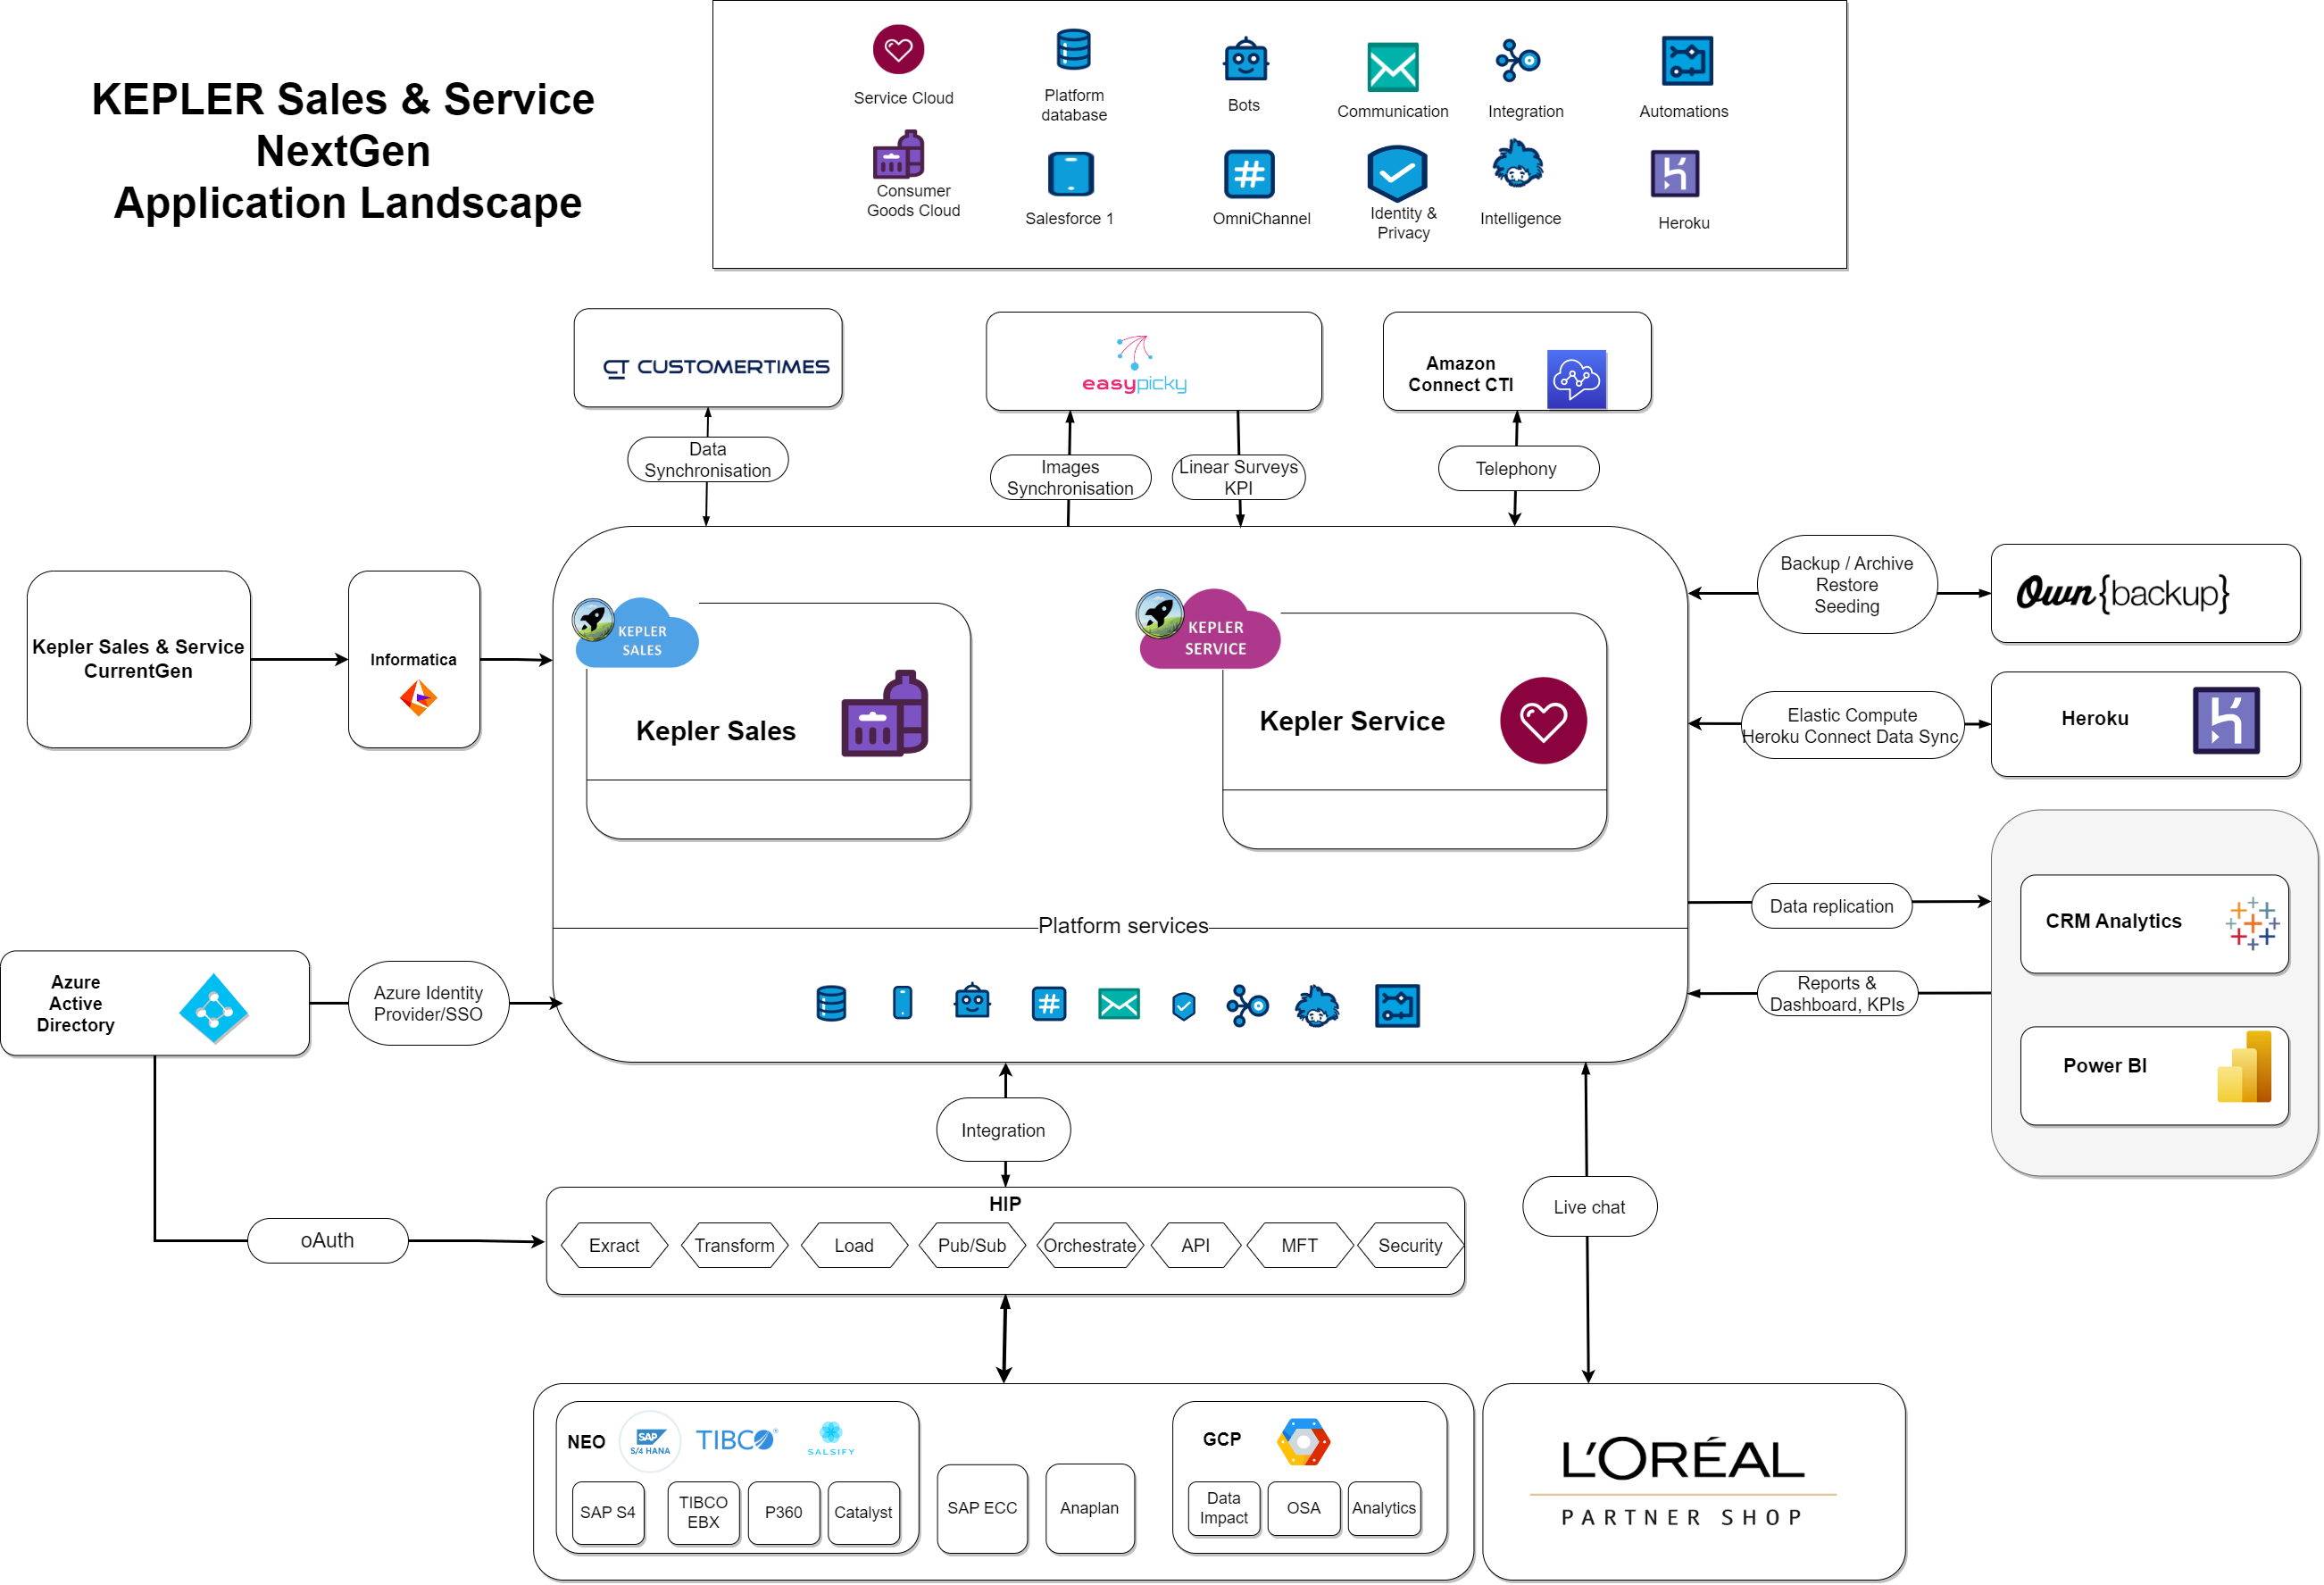 KEPLER Sales & Service
NextGen
Application Landscape
Service Cloud
Platform
database
Bots
Communication
Integration
Automations
Consumer
Goods Cloud
Salesforce 1
OmniChannel
Identity &
Privacy
Intelligence
Heroku
CT CUSTOMERTIMES
easypicky
Amazon
Connect CTI
Data
Synchronisation
Images
Synchronisation
Linear Surveys
KPI
Telephony
Kepler Sales & Service
CurrentGen
Informatica
KEPLER
SALES
Kepler Sales
KEPLER
SERVICE
Kepler Service
Backup / Archive
Restore
Seeding
Own {backup}
Elastic Compute
Heroku Connect Data Sync
Heroku
Data replication
CRM Analytics
Reports &
Dashboard, KPIs
Power BI
Platform services
Azure
Active
Directory
Azure Identity
Provider/SSO
Integration
oAuth
HIP
Exract
Transform
Load
Pub/Sub
Orchestrate
API
MFT
Security
Live chat
NEO
SAP
S/4 HANA
TIBCO
SALSIFY
SAP S4
TIBCO
EBX
P360
Catalyst
SAP ECC
Anaplan
GCP
Data
Impact
OSA
Analytics
L'ORÉAL
PARTNER SHOP